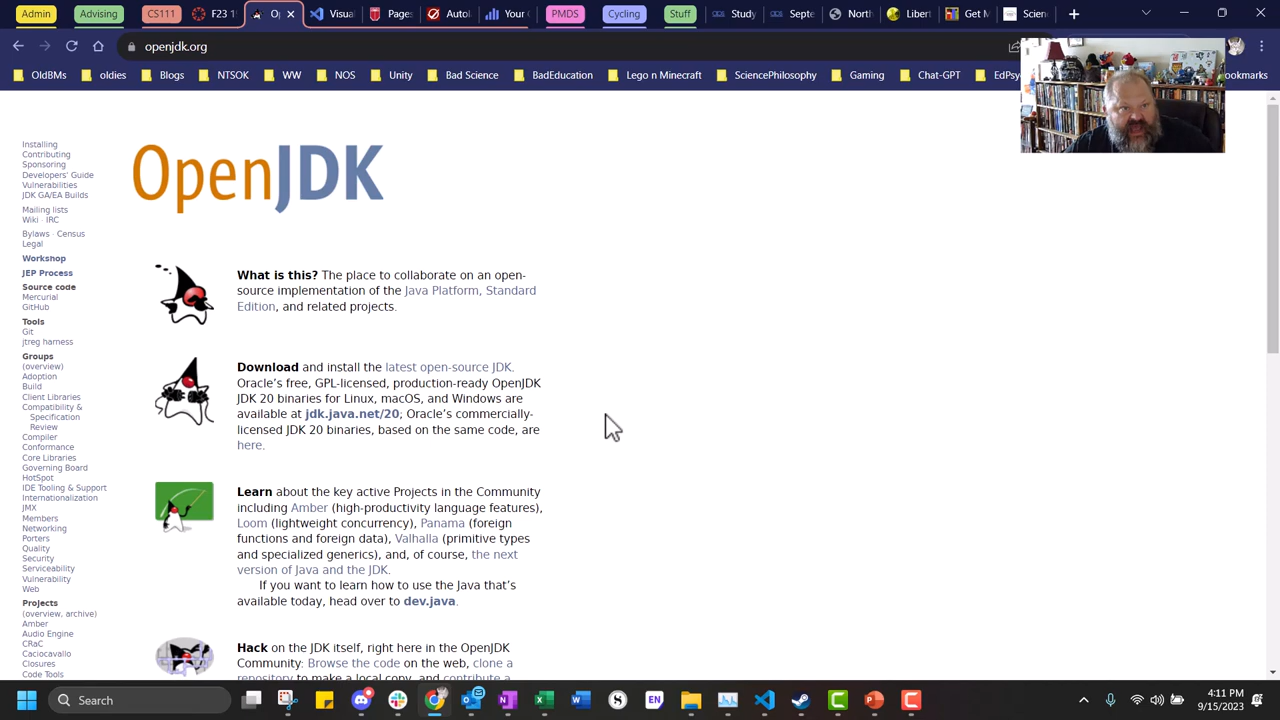 Admin
Advising
CS111
F23 1
Op
Visual
Pages
Autol
Your
PMDS
Cycling
Stuff
Study
Septe
Short
Libert
Get t
Scien
openjdk.org
OldBMs
oldies
Blogs
NTSOK
WW
NOS
Unity
Bad Science
BadEducation
Lego n Minecraft
SciencePhilosophy
Gaming
Chat-GPT
EdPsy
okmarks
Installing
Contributing
Sponsoring
Developers' Guide
Vulnerabilities
JDK GA/EA Builds
Mailing lists
Wiki · IRC
Bylaws · Census
Legal
Workshop
JEP Process
Source code
Mercurial
GitHub
Tools
Git
jtreg harness
Groups
(overview)
Adoption
Build
Client Libraries
Compatibility &
Specification
Review
Compiler
Conformance
Core Libraries
Governing Board
HotSpot
IDE Tooling & Support
Internationalization
JMX
Members
Networking
Porters
Quality
Security
Serviceability
Vulnerability
Web
Projects
(overview, archive)
Amber
Audio Engine
CRaC
Caciocavallo
Closures
Code Tools
OpenJDK
What is this? The place to collaborate on an open-
source implementation of the Java Platform, Standard
Edition, and related projects.
Download and install the latest open-source JDK.
Oracle’s free, GPL-licensed, production-ready OpenJDK
JDK 20 binaries for Linux, macOS, and Windows are
available at jdk.java.net/20; Oracle’s commercially-
licensed JDK 20 binaries, based on the same code, are
here.
Learn about the key active Projects in the Community
including Amber (high-productivity language features),
Loom (lightweight concurrency), Panama (foreign
functions and foreign data), Valhalla (primitive types
and specialized generics), and, of course, the next
version of Java and the JDK.
If you want to learn how to use the Java that’s
available today, head over to dev.java.
Hack on the JDK itself, right here in the OpenJDK
Community: Browse the code on the web, clone a
repository to make a local copy, and contribute a
Search
EN
4:11 PM
9/15/2023